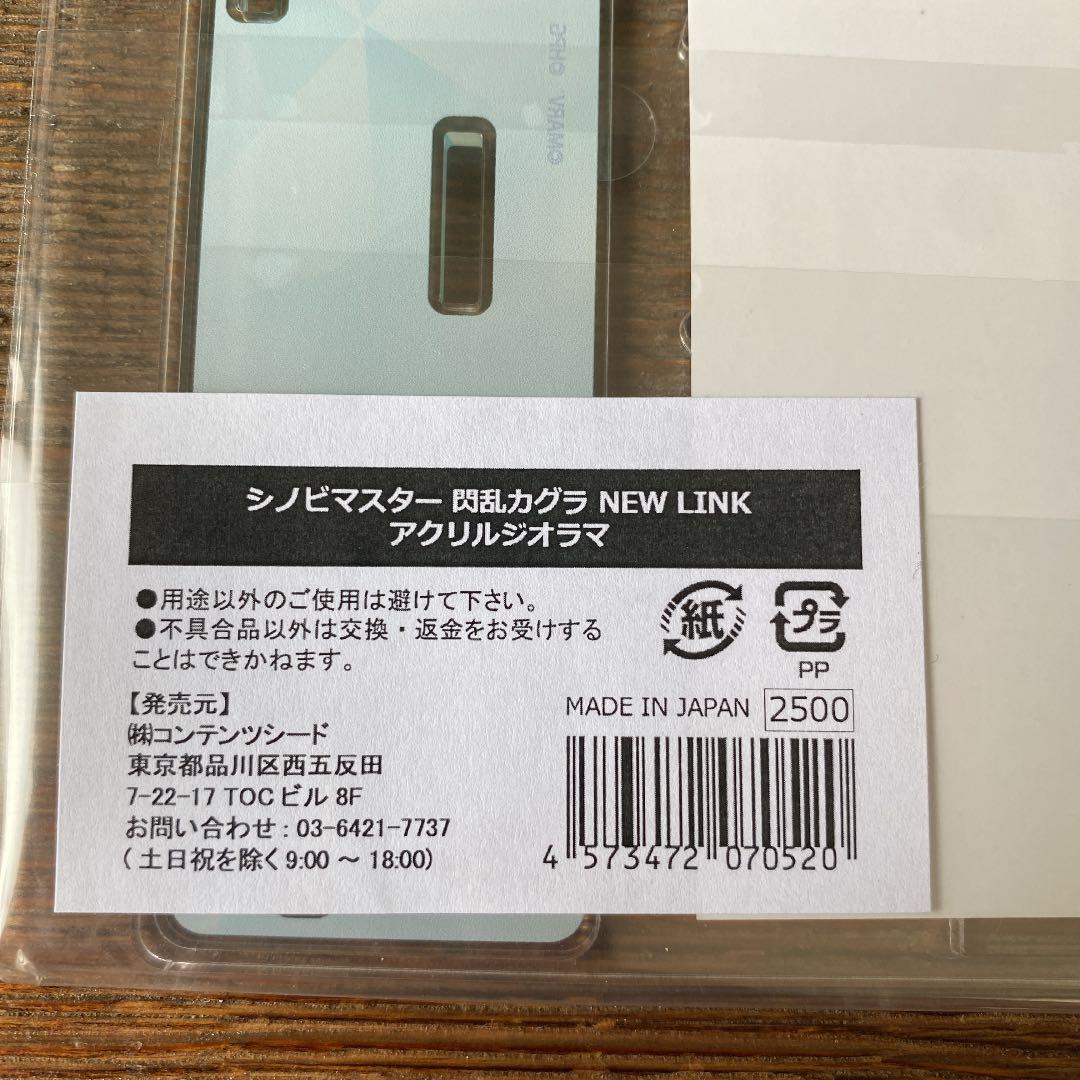 ©MARV ©HPG
シノビマスター 閃乱カグラ NEW LINK
アクリルジオラマ
●用途以外のご使用は避けて下さい。
●不具合品以外は交換・返金をお受けする
ことはできかねます。
紙
プラ
PP
【発売元】
㈱コンテンツシード
東京都品川区西五反田
7-22-17 TOCビル 8F
お問い合わせ : 03-6421-7737
( 土日祝を除く 9:00 ～ 18:00)
MADE IN JAPAN 2500
4 573472 070520